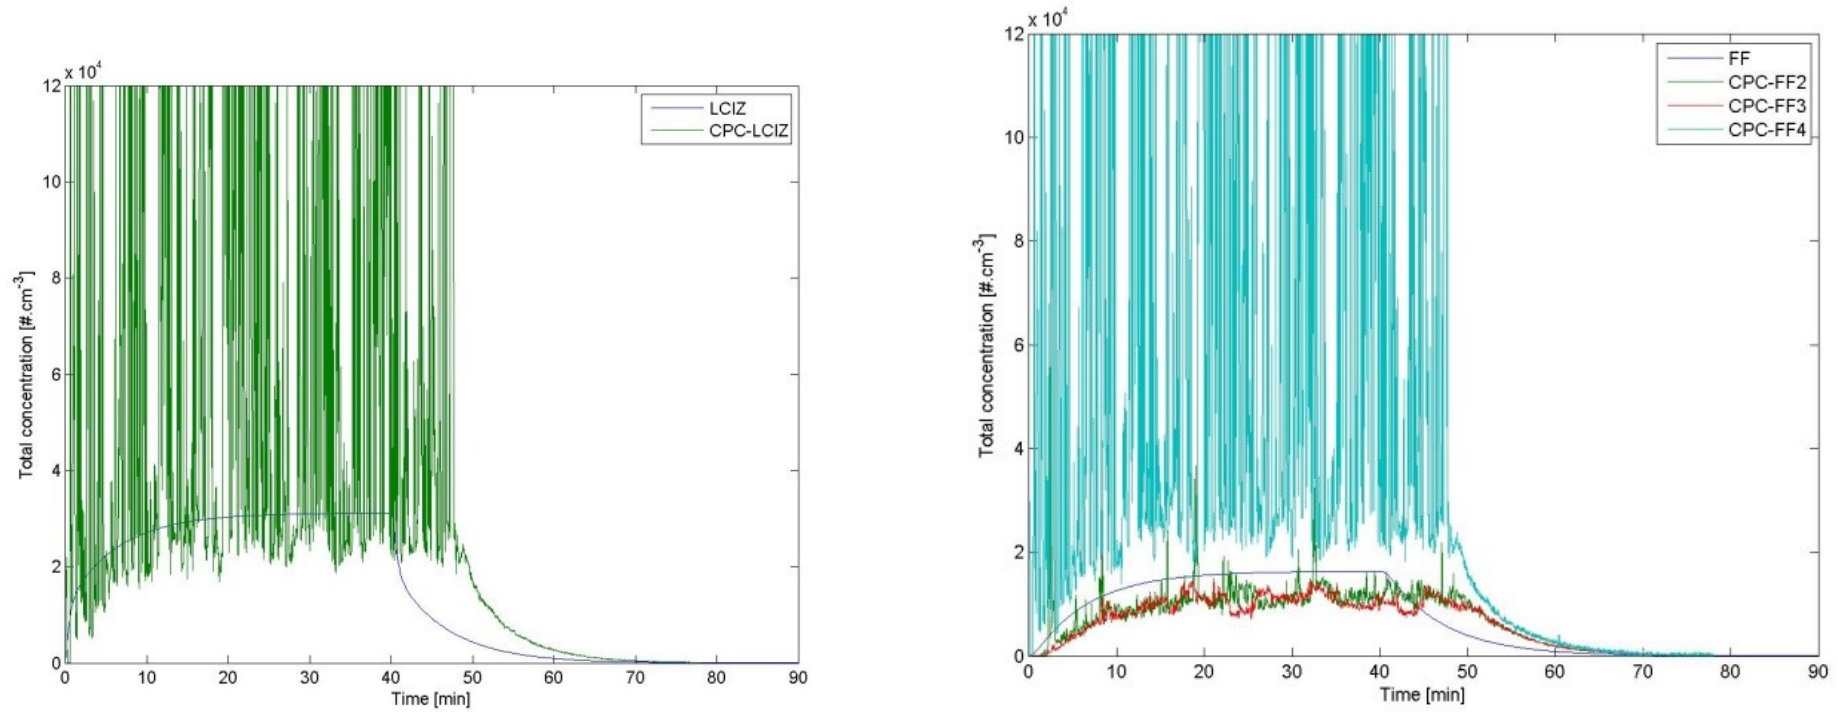 x 10⁴
12
10
8
6
4
2
0
Total concentration [#.cm⁻³]
0 10 20 30 40 50 60 70 80 90
Time [min]
LCIZ
CPC-LCIZ
x 10⁴
12
10
8
6
4
2
0
Total concentration [#.cm⁻³]
0 10 20 30 40 50 60 70 80 90
Time [min]
FF
CPC-FF2
CPC-FF3
CPC-FF4